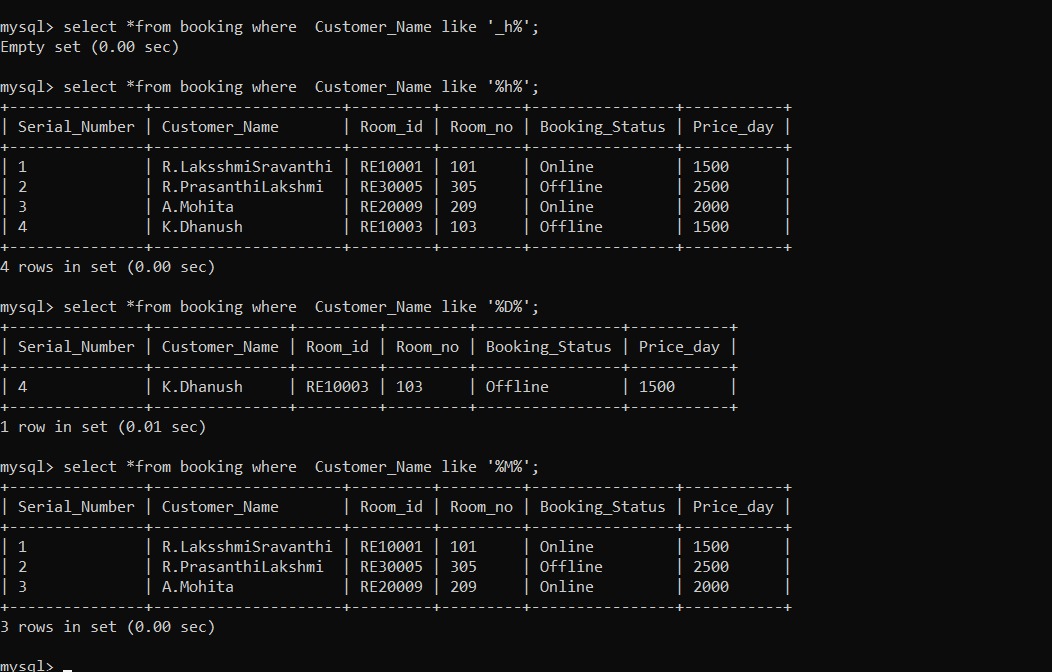 mysql> select *from booking where  Customer_Name like '_h%';
Empty set (0.00 sec)
mysql> select *from booking where  Customer_Name like '%h%';
+---------------+---------------------+---------+---------+----------------+-----------+
| Serial_Number | Customer_Name       | Room_id | Room_no | Booking_Status | Price_day |
+---------------+---------------------+---------+---------+----------------+-----------+
| 1             | R.LaksshmiSravanthi | RE10001 | 101     | Online         | 1500      |
| 2             | R.PrasanthiLakshmi  | RE30005 | 305     | Offline        | 2500      |
| 3             | A.Mohita            | RE20009 | 209     | Online         | 2000      |
| 4             | K.Dhanush           | RE10003 | 103     | Offline        | 1500      |
+---------------+---------------------+---------+---------+----------------+-----------+
4 rows in set (0.00 sec)
mysql> select *from booking where  Customer_Name like '%D%';
+---------------+---------------+---------+---------+----------------+-----------+
| Serial_Number | Customer_Name | Room_id | Room_no | Booking_Status | Price_day |
+---------------+---------------+---------+---------+----------------+-----------+
| 4             | K.Dhanush     | RE10003 | 103     | Offline        | 1500      |
+---------------+---------------+---------+---------+----------------+-----------+
1 row in set (0.01 sec)
mysql> select *from booking where  Customer_Name like '%M%';
+---------------+---------------------+---------+---------+----------------+-----------+
| Serial_Number | Customer_Name       | Room_id | Room_no | Booking_Status | Price_day |
+---------------+---------------------+---------+---------+----------------+-----------+
| 1             | R.LaksshmiSravanthi | RE10001 | 101     | Online         | 1500      |
| 2             | R.PrasanthiLakshmi  | RE30005 | 305     | Offline        | 2500      |
| 3             | A.Mohita            | RE20009 | 209     | Online         | 2000      |
+---------------+---------------------+---------+---------+----------------+-----------+
3 rows in set (0.00 sec)
mysql> _